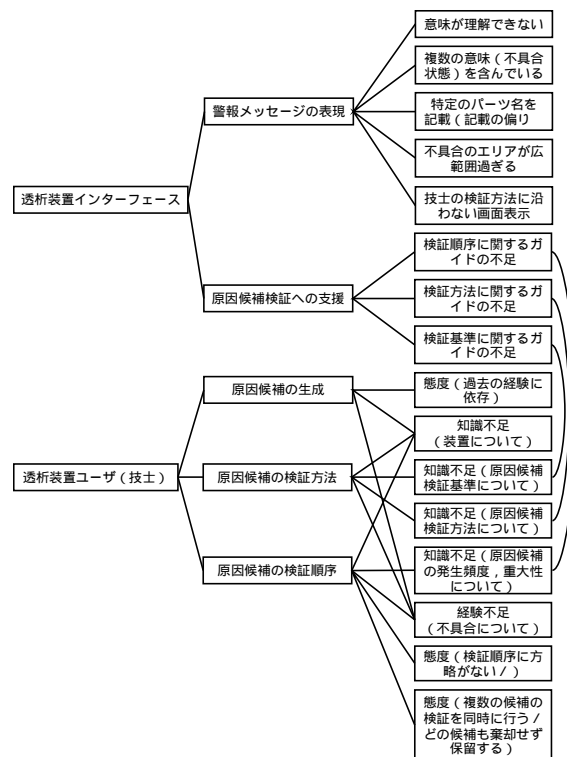 意味が理解できない
複数の意味（不具合
状態）を含んでいる
警報メッセージの表現
特定のパーツ名を
記載（記載の偏り
不具合のエリアが広
範囲過ぎる
透析装置インターフェース
技士の検証方法に沿
わない画面表示
検証順序に関するガ
イドの不足
原因候補検証への支援
検証方法に関するガ
イドの不足
検証基準に関するガ
イドの不足
原因候補の生成
態度（過去の経験に
依存）
知識不足
（装置について）
透析装置ユーザ（技士）
原因候補の検証方法
知識不足（原因候補
検証基準について）
知識不足（原因候補
検証方法について）
原因候補の検証順序
知識不足（原因候補
の発生頻度，重大性
について）
経験不足
（不具合について）
態度（検証順序に方
略がない/）
態度（複数の候補の
検証を同時に行う/
どの候補も棄却せず
保留する）